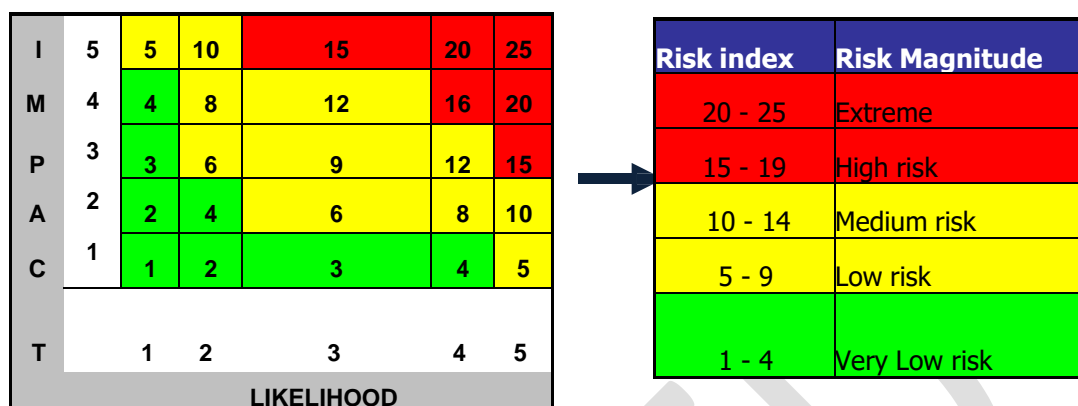 I 5 5 10 15 20 25
M 4 4 8 12 16 20
P 3 3 6 9 12 15
A 2 2 4 6 8 10
C 1 1 2 3 4 5
T 1 2 3 4 5
LIKELIHOOD
Risk index Risk Magnitude
20 - 25 Extreme
15 - 19 High risk
10 - 14 Medium risk
5 - 9 Low risk
1 - 4 Very Low risk